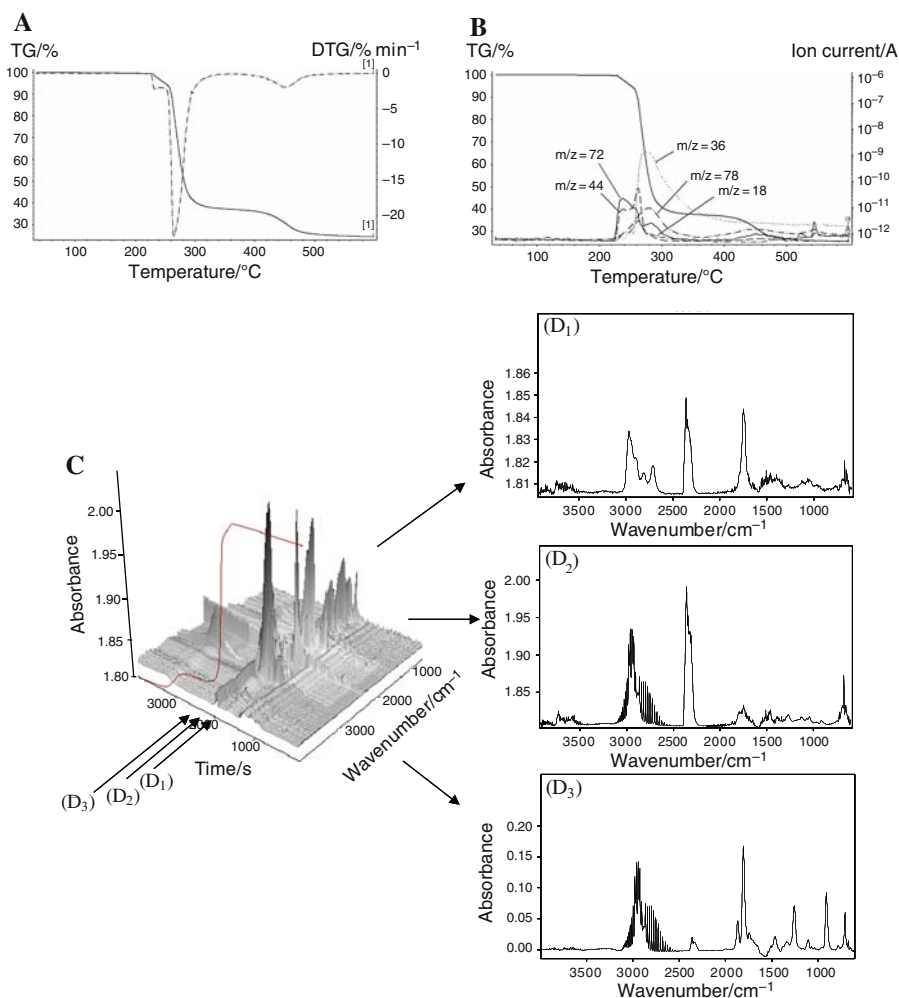 A
TG/%
DTG/% min–1
[1]
100
90
80
70
60
50
40
30
0
–5
–10
–15
–20
[1]
100
200
300
400
500
Temperature/°C
B
TG/%
Ion current/A
100
90
80
70
60
50
40
30
10–6
10–7
10–8
10–9
10–10
10–11
10–12
m/z = 72
m/z = 44
m/z = 36
m/z = 78
m/z = 18
100
200
300
400
500
Temperature/°C
C
Absorbance
2.00
1.95
1.90
1.85
1.80
3000
2000
1000
Time/s
3000
2000
1000
Wavenumber/cm–1
(D3)
(D2)
(D1)
(D1)
Absorbance
1.86
1.85
1.84
1.83
1.82
1.81
3500
3000
2500
2000
1500
1000
Wavenumber/cm–1
(D2)
Absorbance
2.00
1.95
1.90
1.85
3500
3000
2500
2000
1500
1000
Wavenumber/cm–1
(D3)
Absorbance
0.20
0.15
0.10
0.05
0.00
3500
3000
2500
2000
1500
1000
Wavenumber/cm–1